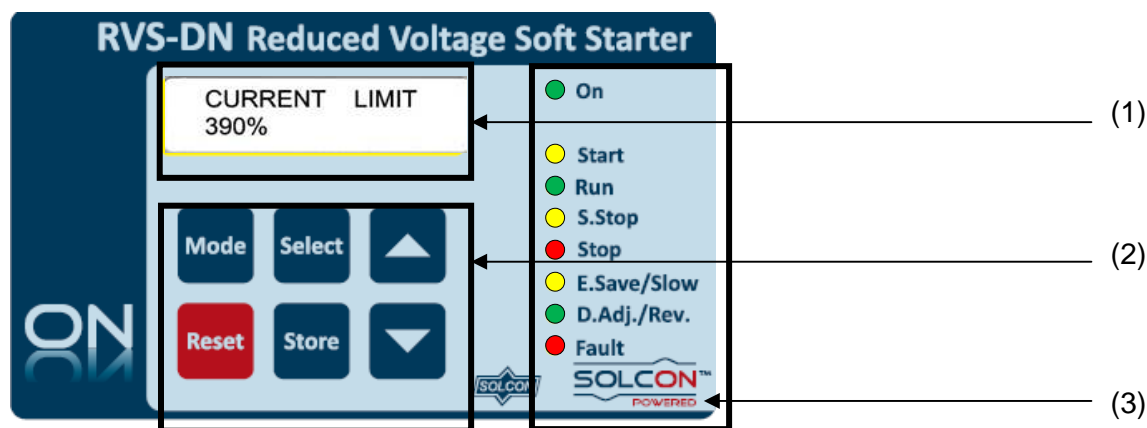 RVS-DN Reduced Voltage Soft Starter
CURRENT LIMIT
390%
On
Start
Run
S.Stop
Stop
E.Save/Slow
D.Adj./Rev.
Fault
Mode Select
Reset Store
ON
SOLCON
SOLCON™
POWERED
(1)
(2)
(3)